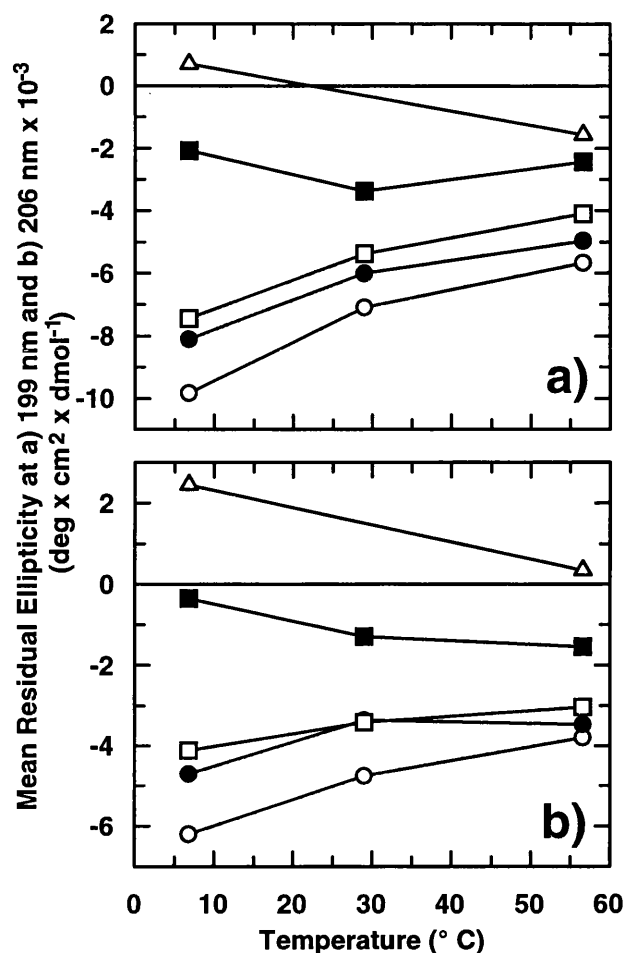 Mean Residual Ellipticity at a) 199 nm and b) 206 nm x 10⁻³
(deg x cm² x dmol⁻¹)
2
0
-2
-4
-6
-8
-10
a)
2
0
-2
-4
-6
b)
0 10 20 30 40 50 60
Temperature (° C)